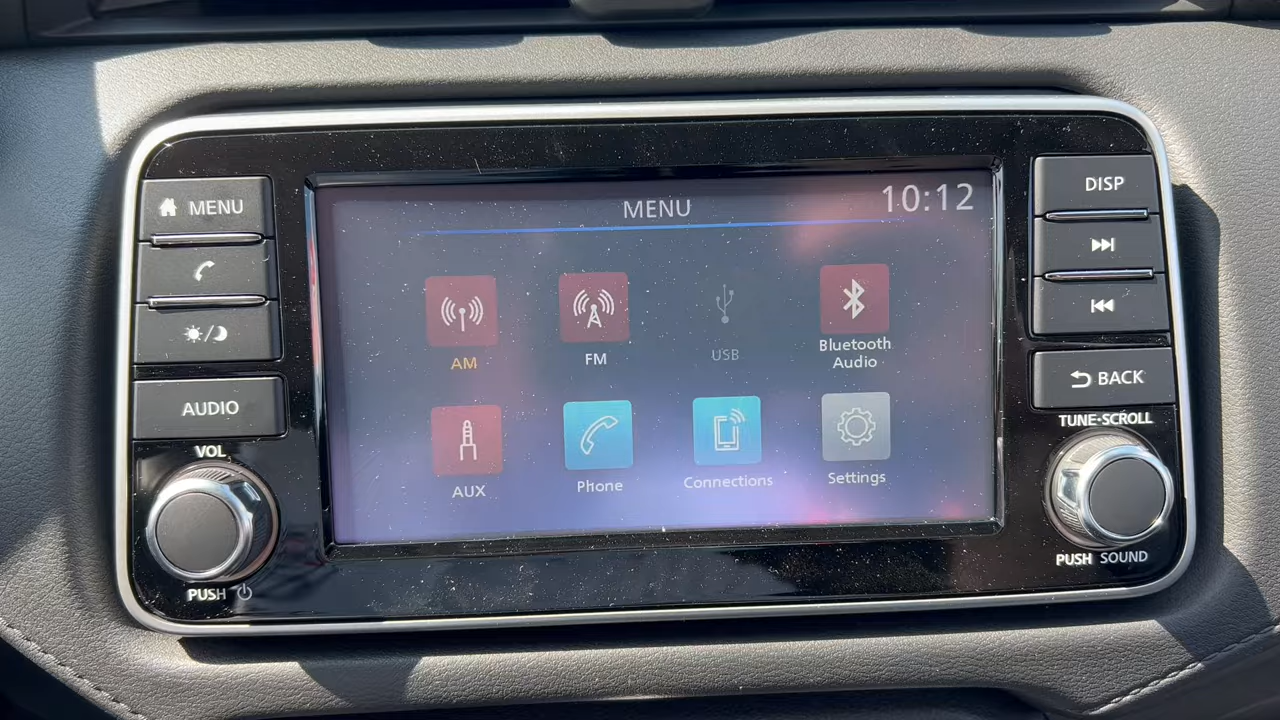 MENU
AUDIO
VOL
PUSH
MENU
10:12
AM
FM
USB
Bluetooth
Audio
AUX
Phone
Connections
Settings
DISP
BACK
TUNE·SCROLL
PUSH SOUND